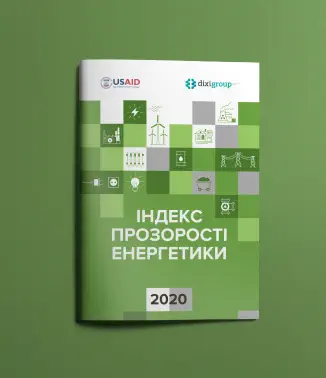 USAID
dixigroup
ІНДЕКС
ПРОЗОРОСТІ
ЕНЕРГЕТИКИ
2020